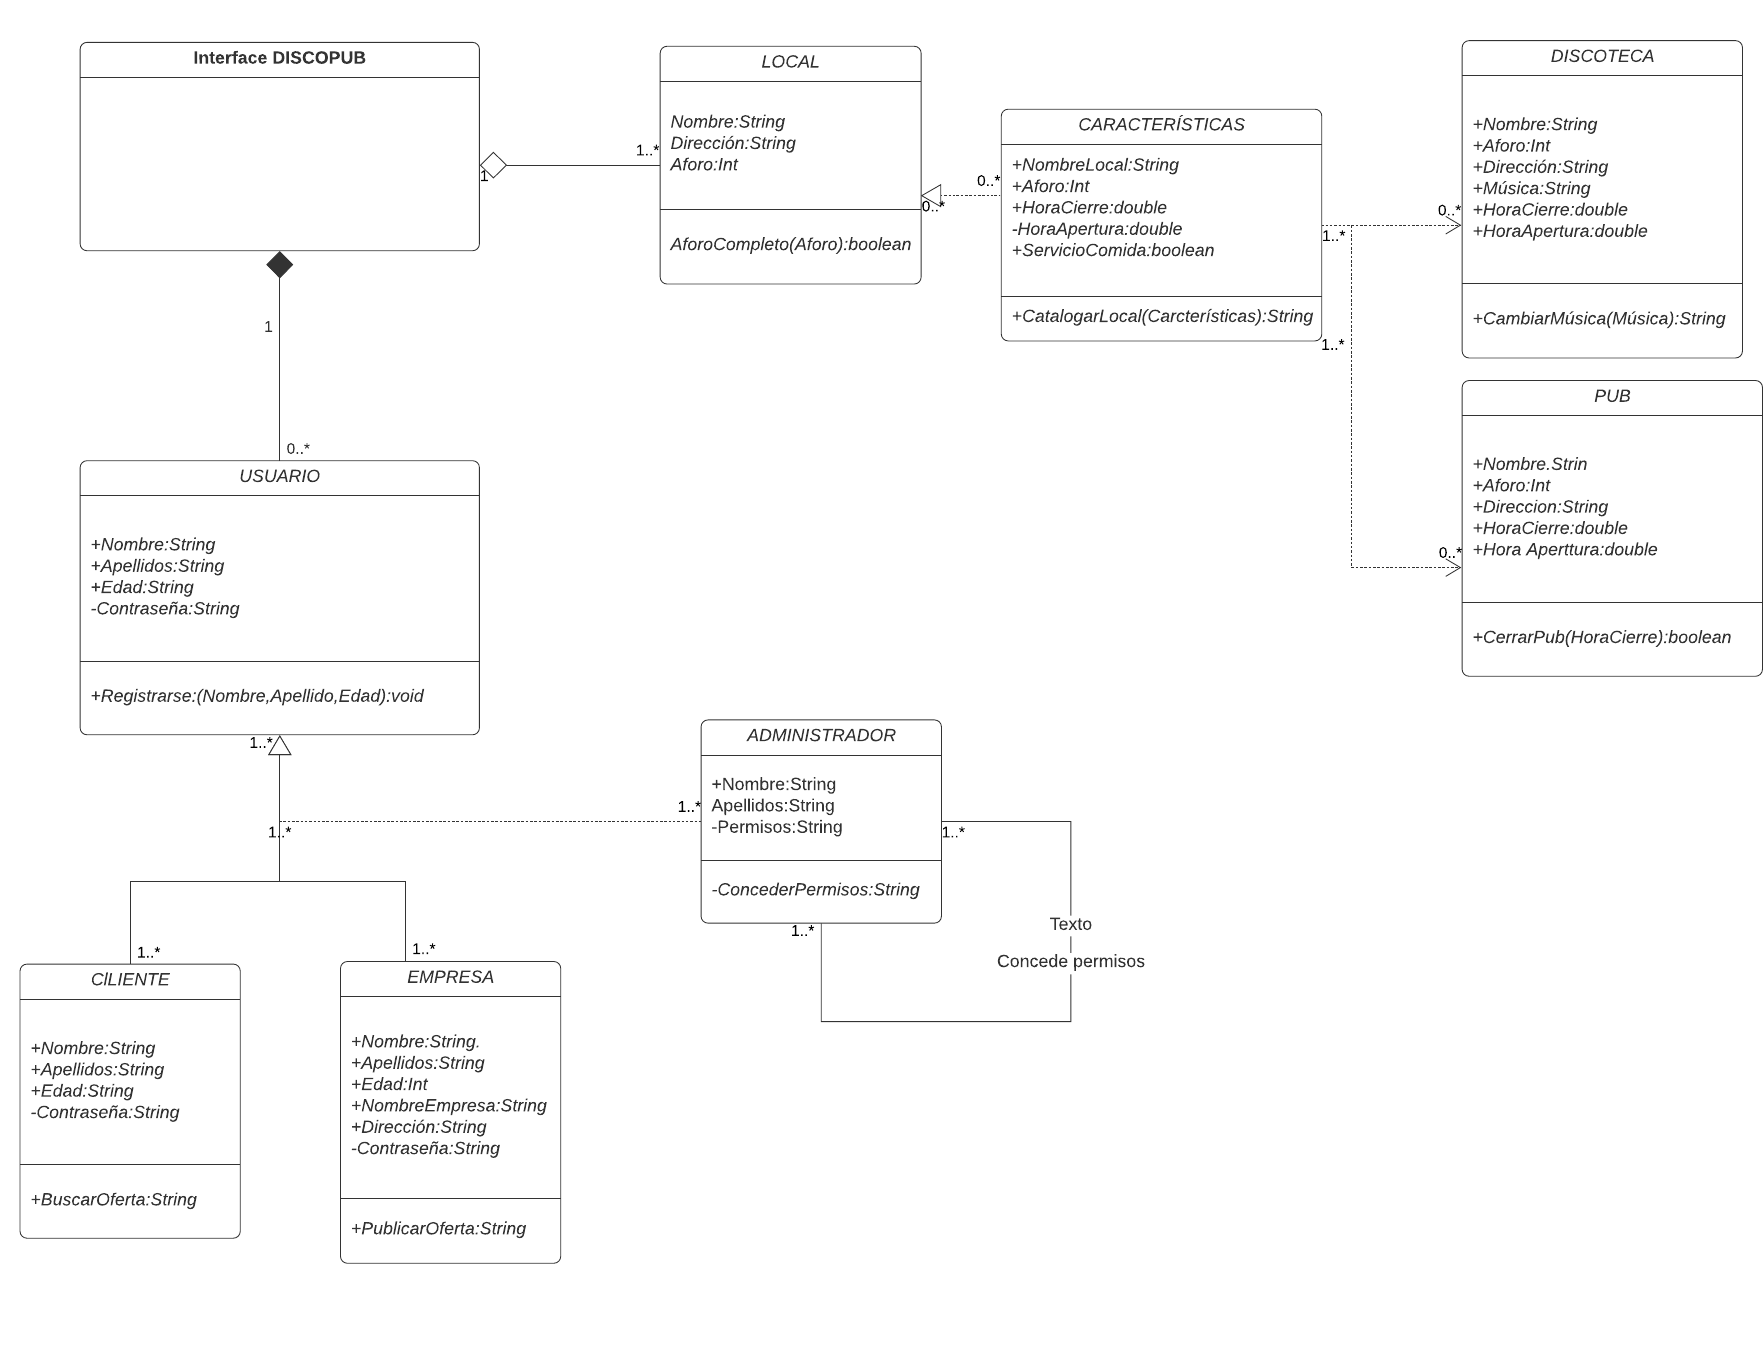 Interface DISCOPUB
1
1
0..*
LOCAL
Nombre:String
Dirección:String
Aforo:Int
AforoCompleto(Aforo):boolean
1..*
0..*
0..*
CARACTERÍSTICAS
+NombreLocal:String
+Aforo:Int
+HoraCierre:double
-HoraApertura:double
+ServicioComida:boolean
+CatalogarLocal(Carcterísticas):String
1..*
1..*
0..*
DISCOTECA
+Nombre:String
+Aforo:Int
+Dirección:String
+Música:String
+HoraCierre:double
+HoraApertura:double
+CambiarMúsica(Música):String
0..*
PUB
+Nombre.Strin
+Aforo:Int
+Direccion:String
+HoraCierre:double
+Hora Aperttura:double
+CerrarPub(HoraCierre):boolean
USUARIO
+Nombre:String
+Apellidos:String
+Edad:String
-Contraseña:String
+Registrarse:(Nombre,Apellido,Edad):void
1..*
1..*
1..*
ADMINISTRADOR
+Nombre:String
Apellidos:String
-Permisos:String
-ConcederPermisos:String
1..*
1..*
Texto
Concede permisos
1..*
1..*
ClLIENTE
+Nombre:String
+Apellidos:String
+Edad:String
-Contraseña:String
+BuscarOferta:String
EMPRESA
+Nombre:String.
+Apellidos:String
+Edad:Int
+NombreEmpresa:String
+Dirección:String
-Contraseña:String
+PublicarOferta:String